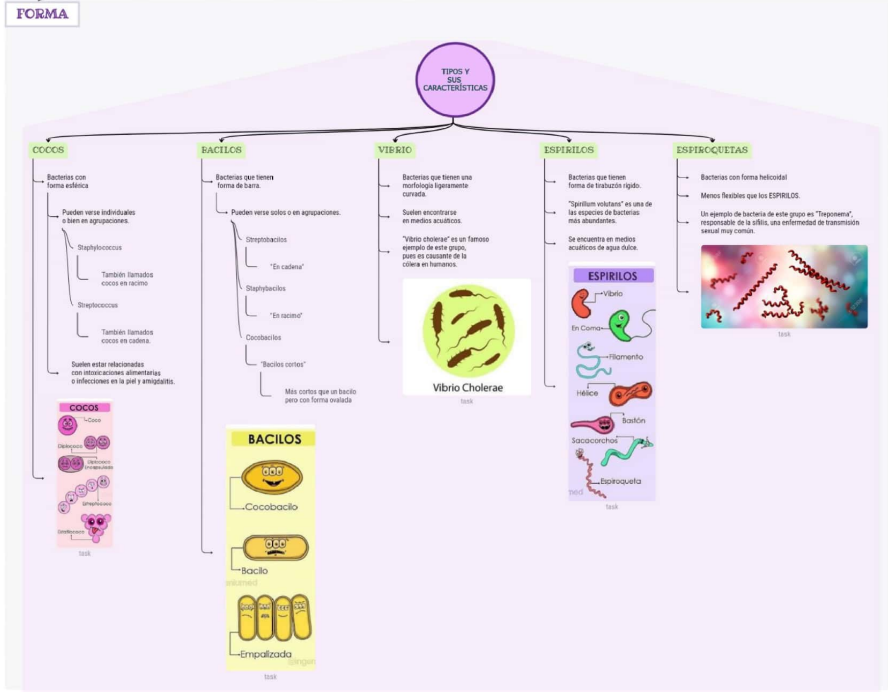 FORMA
TIPOS Y
SUS
CARACTERÍSTICAS
COCOS
Bacterias con
forma esférica
Pueden verse individuales
o bien en agrupaciones.
Staphylococcus
También llamados
cocos en racimo
Streptococcus
También llamados
cocos en cadena.
Suelen estar relacionadas
con intoxicaciones alimentarias
o infecciones en la piel y amigdalitis.
COCOS
Coco
Diplococo
Diplococo
Encapsulado
Streptococo
Estafilococo
task
BACILOS
Bacterias que tienen
forma de barra.
Pueden verse solos o en agrupaciones.
Streptobacilos
"En cadena"
Staphybacilos
"En racimo"
Cocobacilos
"Bacilos cortos"
Más cortos que un bacilo
pero con forma ovalada
BACILOS
Cocobacilo
Bacilo
Empalizada
task
VIBRIO
Bacterias que tienen una
morfología ligeramente
curvada.
Suelen encontrarse
en medios acuáticos.
"Vibrio cholerae" es un famoso
ejemplo de este grupo,
pues es causante de la
cólera en humanos.
Vibrio Cholerae
task
ESPIRILOS
Bacterias que tienen
forma de tirabuzón rígido.
"Spirillum volutans" es una de
las especies de bacterias
más abundantes.
Se encuentra en medios
acuáticos de agua dulce.
ESPIRILOS
Vibrio
En Coma
Filamento
Hélice
Bastón
Sacacorchos
Espiroqueta
med
task
ESPIROQUETAS
Bacterias con forma helicoidal
Menos flexibles que los ESPIRILOS.
Un ejemplo de bacteria de este grupo es "Treponema",
responsable de la sífilis, una enfermedad de transmisión
sexual muy común.
task